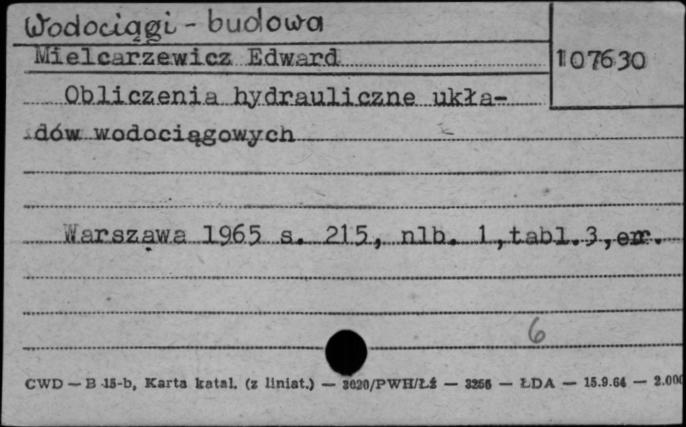 Wodociągi - budowa
Mielcarzewicz Edward
107630
Obliczenia hydrauliczne ukła-
dów wodociągowych
Warszawa 1965 s. 215, nlb. 1, tabl. 3, err.
6
CWD — B 15-b, Karta katal. (z liniat.) — 3020/PWH/Łź — 3256 — ŁDA — 15.9.64 — 2.000